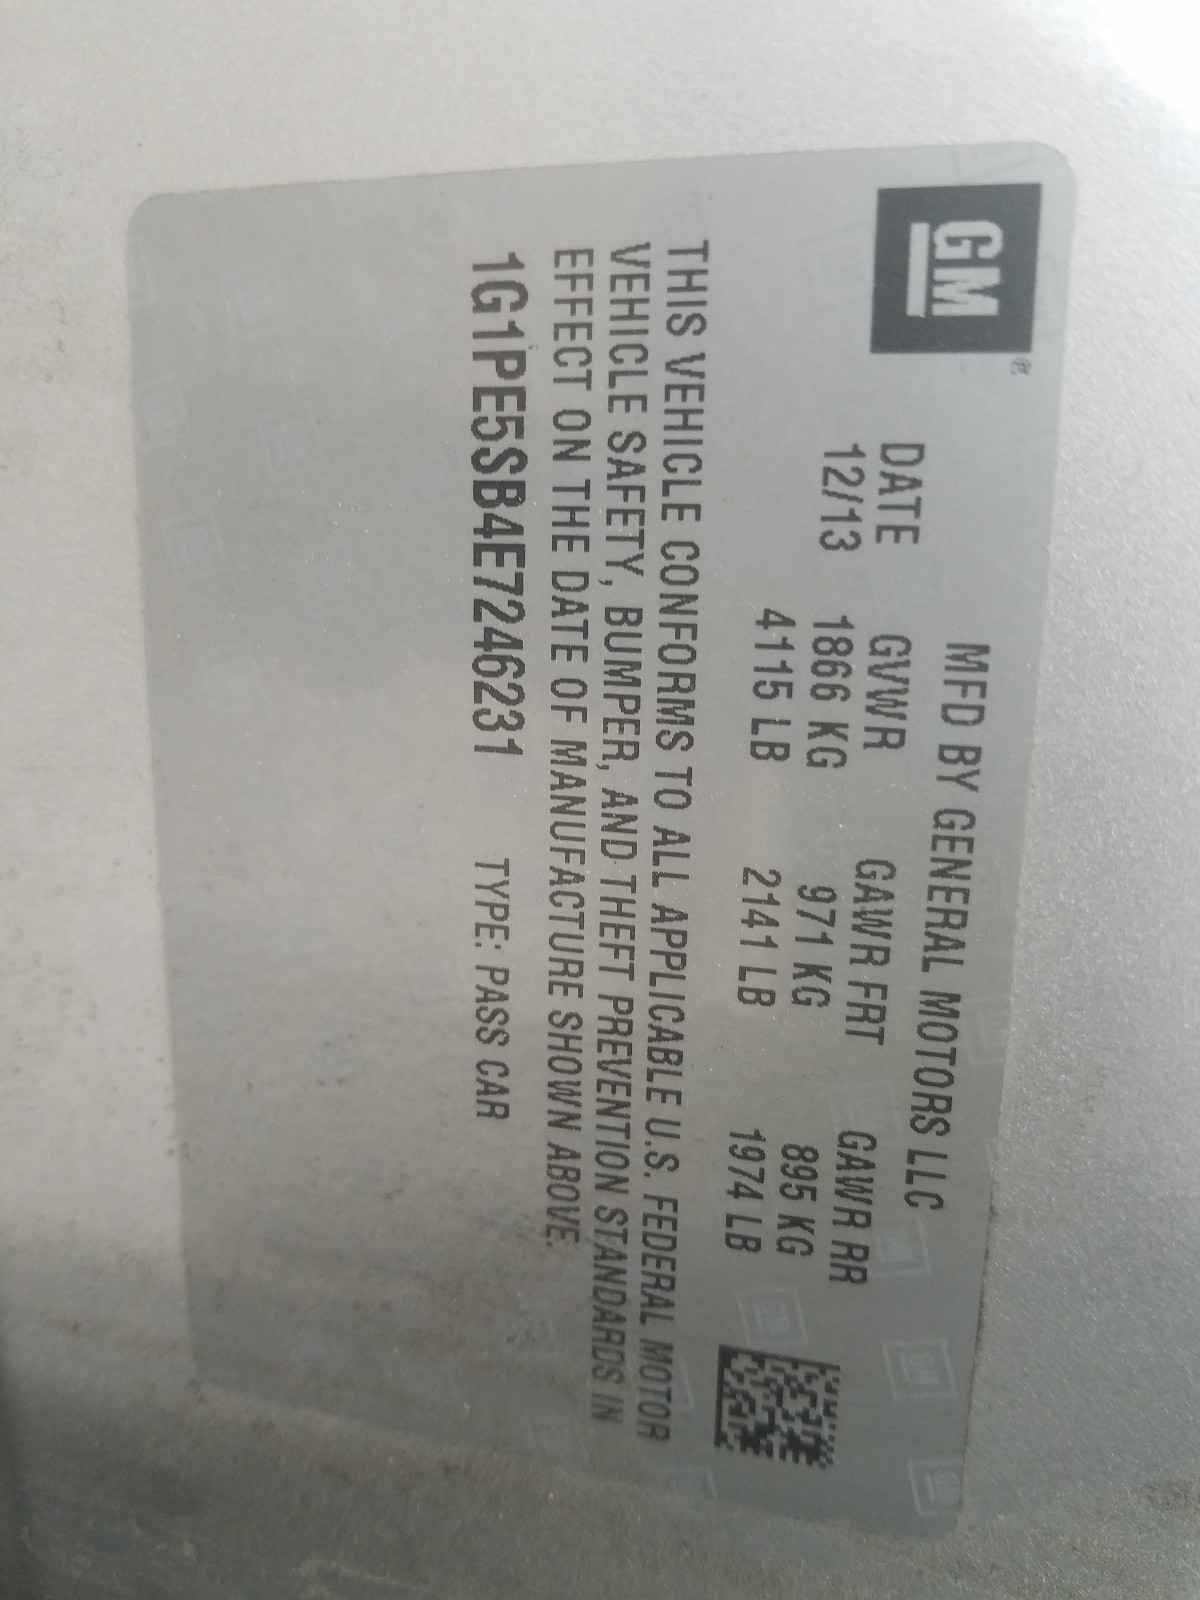 GM
MFD BY GENERAL MOTORS LLC
DATE GVWR GAWR FRT GAWR RR
12/13 1866 KG 971 KG 895 KG
4115 LB 2141 LB 1974 LB
THIS VEHICLE CONFORMS TO ALL APPLICABLE U.S. FEDERAL MOTOR
VEHICLE SAFETY, BUMPER, AND THEFT PREVENTION STANDARDS IN
EFFECT ON THE DATE OF MANUFACTURE SHOWN ABOVE.
1G1PE5SB4E7246231 TYPE: PASS CAR